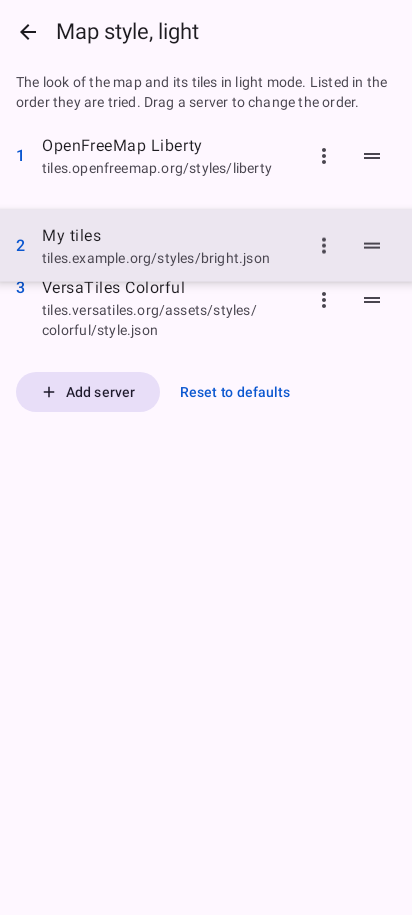 Map style, light
The look of the map and its tiles in light mode. Listed in the
order they are tried. Drag a server to change the order.
1
OpenFreeMap Liberty
tiles.openfreemap.org/styles/liberty
2
My tiles
tiles.example.org/styles/bright.json
3
VersaTiles Colorful
tiles.versatiles.org/assets/styles/
colorful/style.json
Add server
Reset to defaults